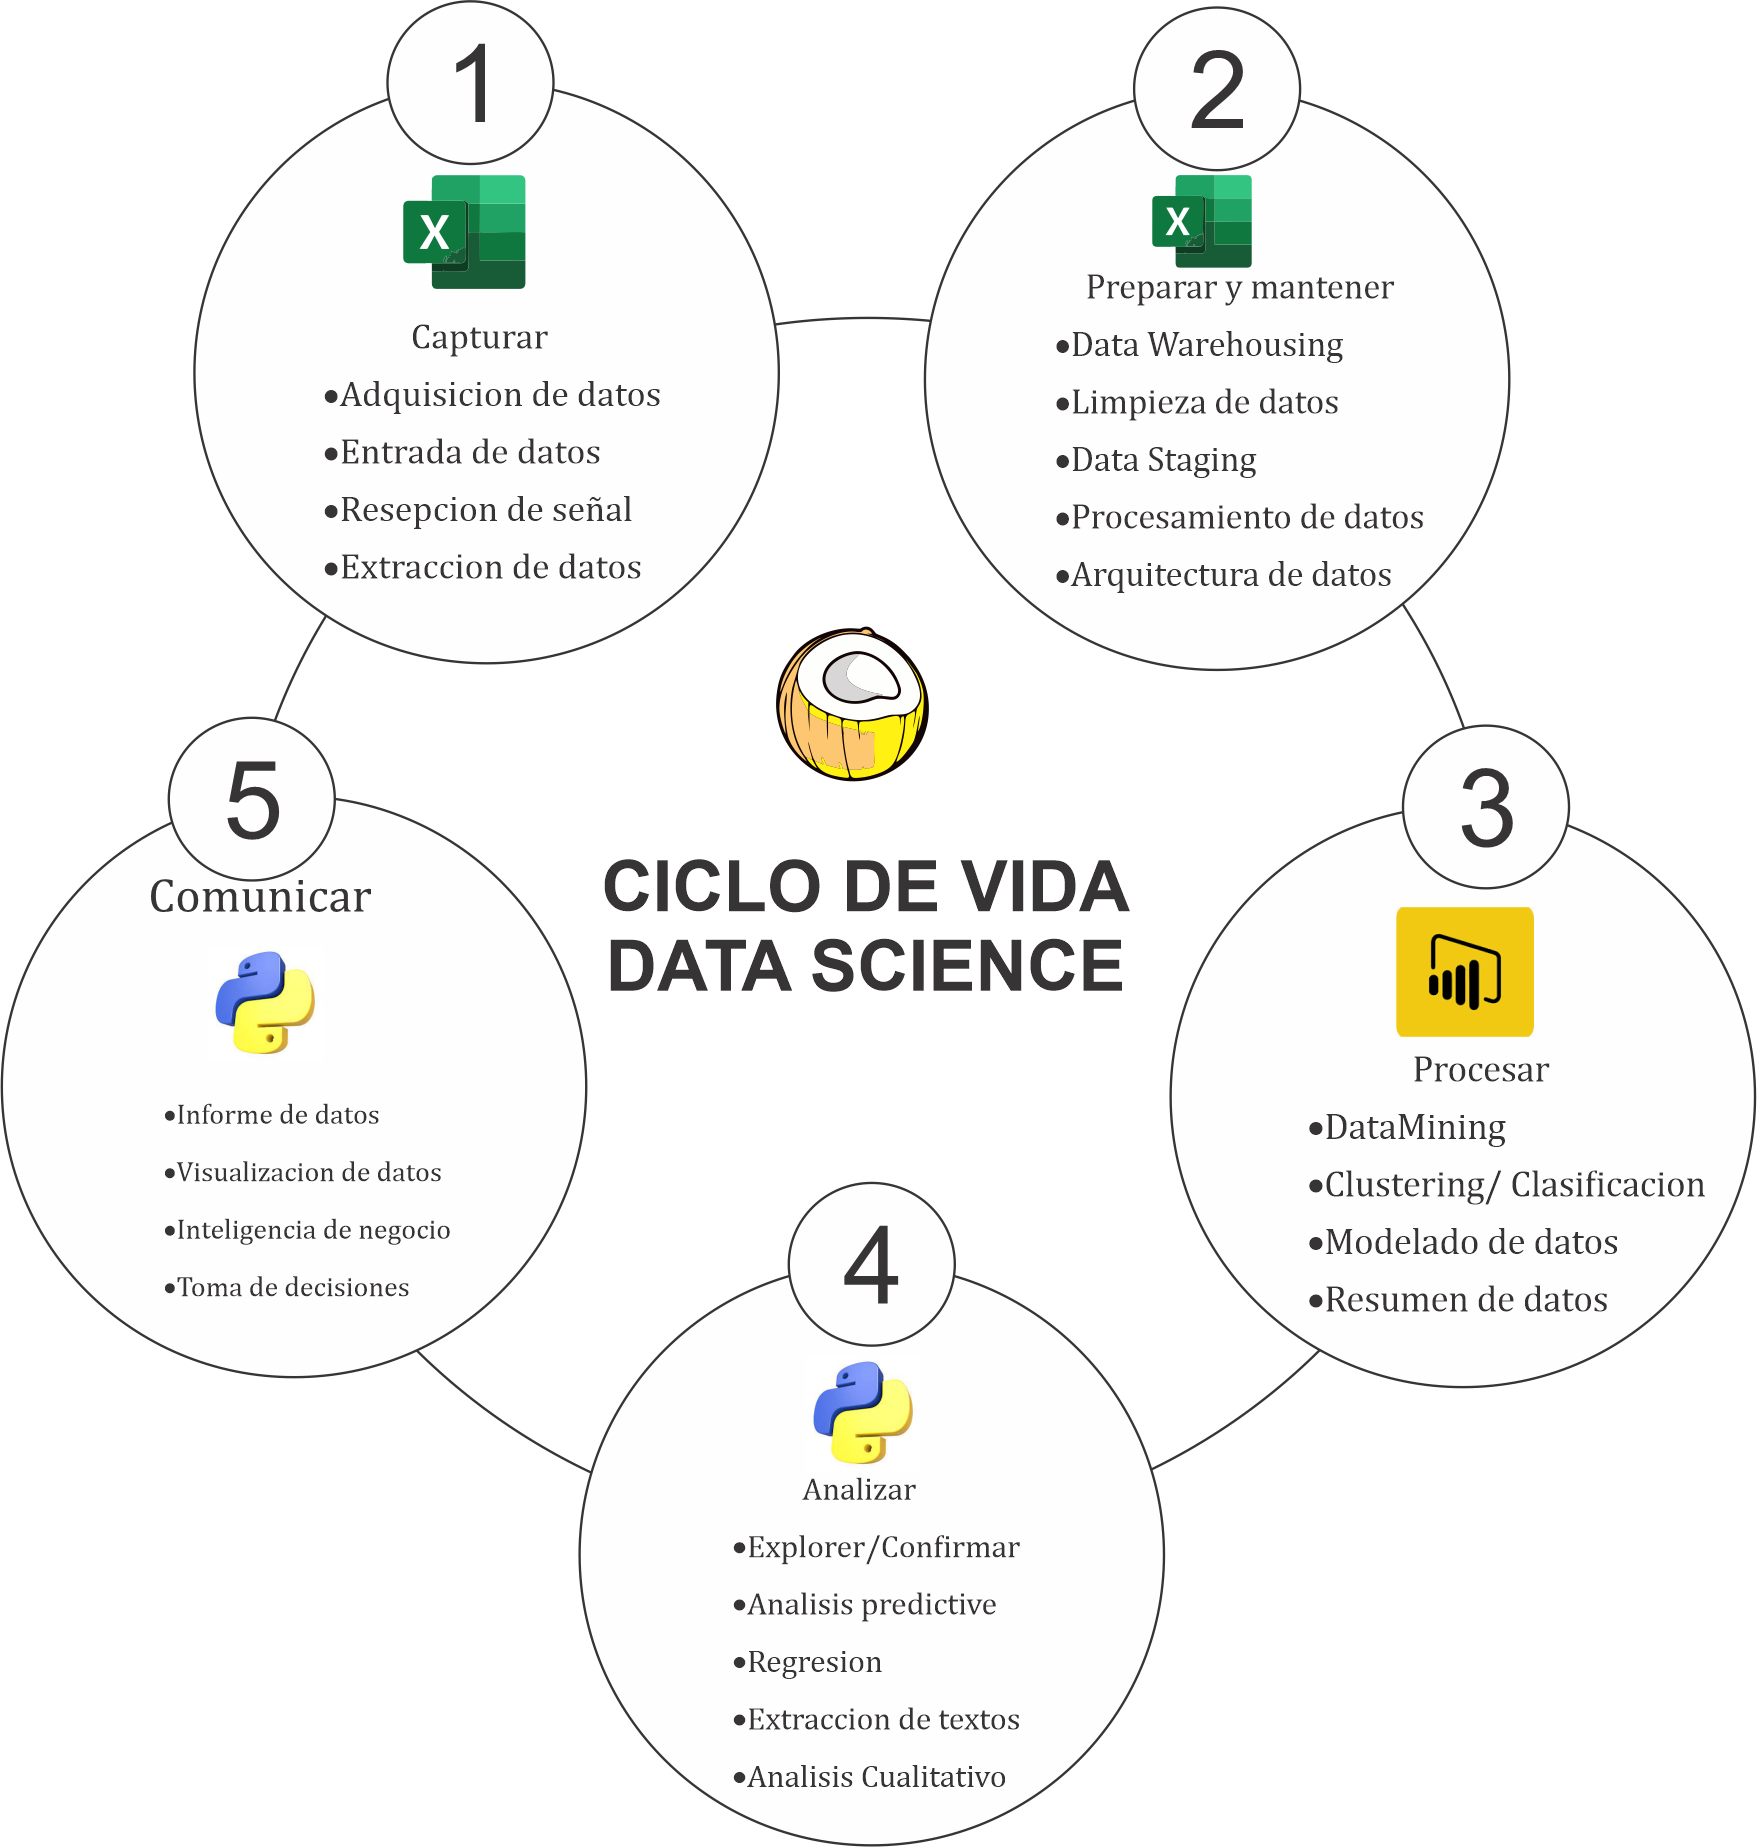 1
X
Capturar
•Adquisicion de datos
•Entrada de datos
•Resepcion de señal
•Extraccion de datos
2
X
Preparar y mantener
•Data Warehousing
•Limpieza de datos
•Data Staging
•Procesamiento de datos
•Arquitectura de datos
CICLO DE VIDA
DATA SCIENCE
3
Procesar
•DataMining
•Clustering/ Clasificacion
•Modelado de datos
•Resumen de datos
4
Analizar
•Explorer/Confirmar
•Analisis predictive
•Regresion
•Extraccion de textos
•Analisis Cualitativo
5
Comunicar
•Informe de datos
•Visualizacion de datos
•Inteligencia de negocio
•Toma de decisiones